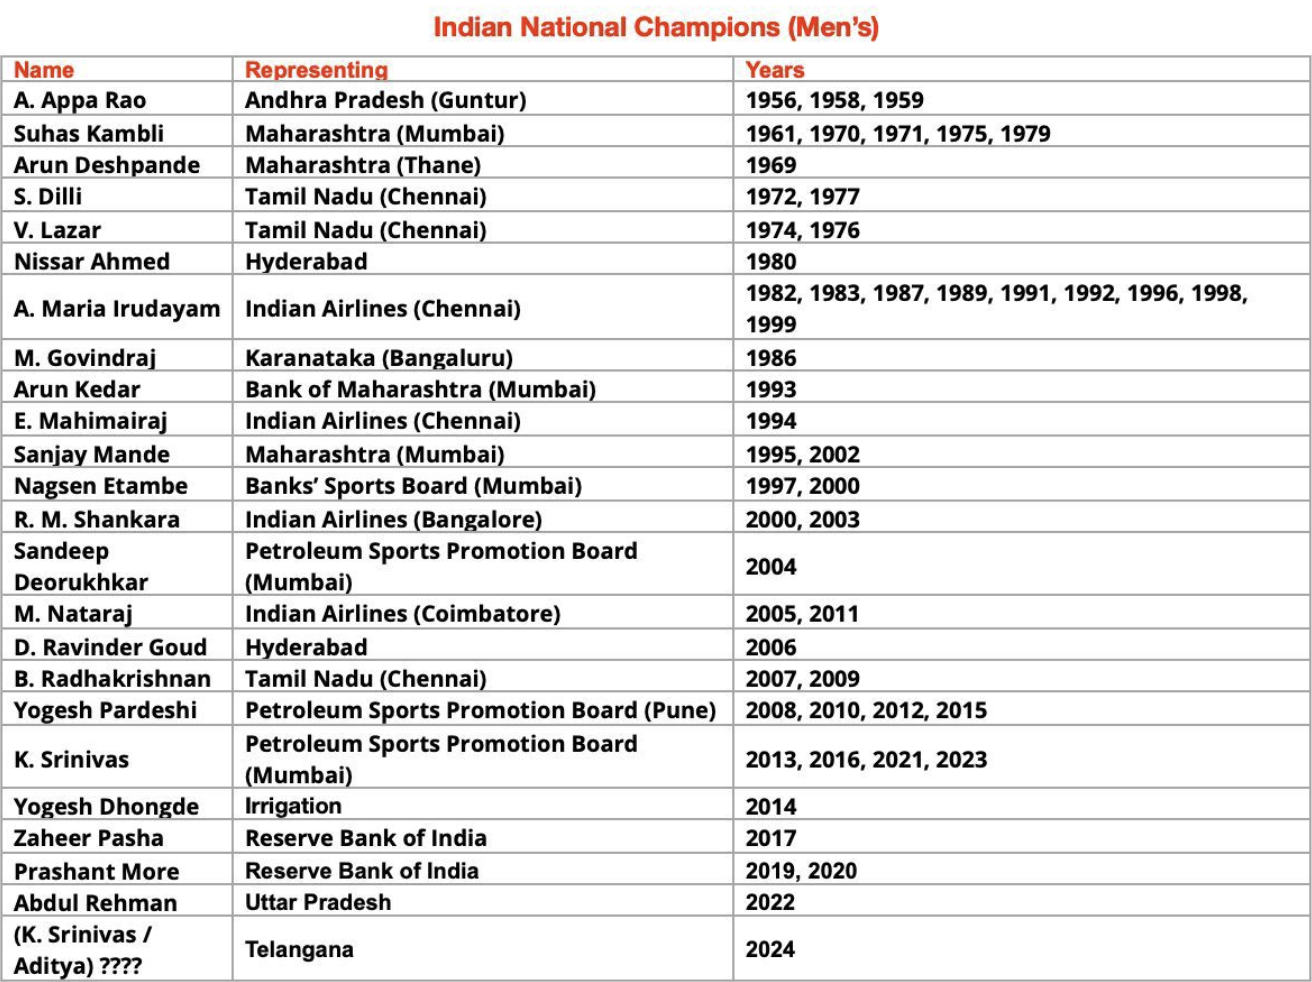 Indian National Champions (Men’s)
Name Representing Years
A. Appa Rao Andhra Pradesh (Guntur) 1956, 1958, 1959
Suhas Kambli Maharashtra (Mumbai) 1961, 1970, 1971, 1975, 1979
Arun Deshpande Maharashtra (Thane) 1969
S. Dilli Tamil Nadu (Chennai) 1972, 1977
V. Lazar Tamil Nadu (Chennai) 1974, 1976
Nissar Ahmed Hyderabad 1980
A. Maria Irudayam Indian Airlines (Chennai) 1982, 1983, 1987, 1989, 1991, 1992, 1996, 1998,
1999
M. Govindraj Karanataka (Bangaluru) 1986
Arun Kedar Bank of Maharashtra (Mumbai) 1993
E. Mahimairaj Indian Airlines (Chennai) 1994
Sanjay Mande Maharashtra (Mumbai) 1995, 2002
Nagsen Etambe Banks’ Sports Board (Mumbai) 1997, 2000
R. M. Shankara Indian Airlines (Bangalore) 2000, 2003
Sandeep Petroleum Sports Promotion Board
Deorukhkar (Mumbai) 2004
M. Nataraj Indian Airlines (Coimbatore) 2005, 2011
D. Ravinder Goud Hyderabad 2006
B. Radhakrishnan Tamil Nadu (Chennai) 2007, 2009
Yogesh Pardeshi Petroleum Sports Promotion Board (Pune) 2008, 2010, 2012, 2015
K. Srinivas Petroleum Sports Promotion Board
(Mumbai) 2013, 2016, 2021, 2023
Yogesh Dhongde Irrigation 2014
Zaheer Pasha Reserve Bank of India 2017
Prashant More Reserve Bank of India 2019, 2020
Abdul Rehman Uttar Pradesh 2022
(K. Srinivas /
Aditya) ???? Telangana 2024